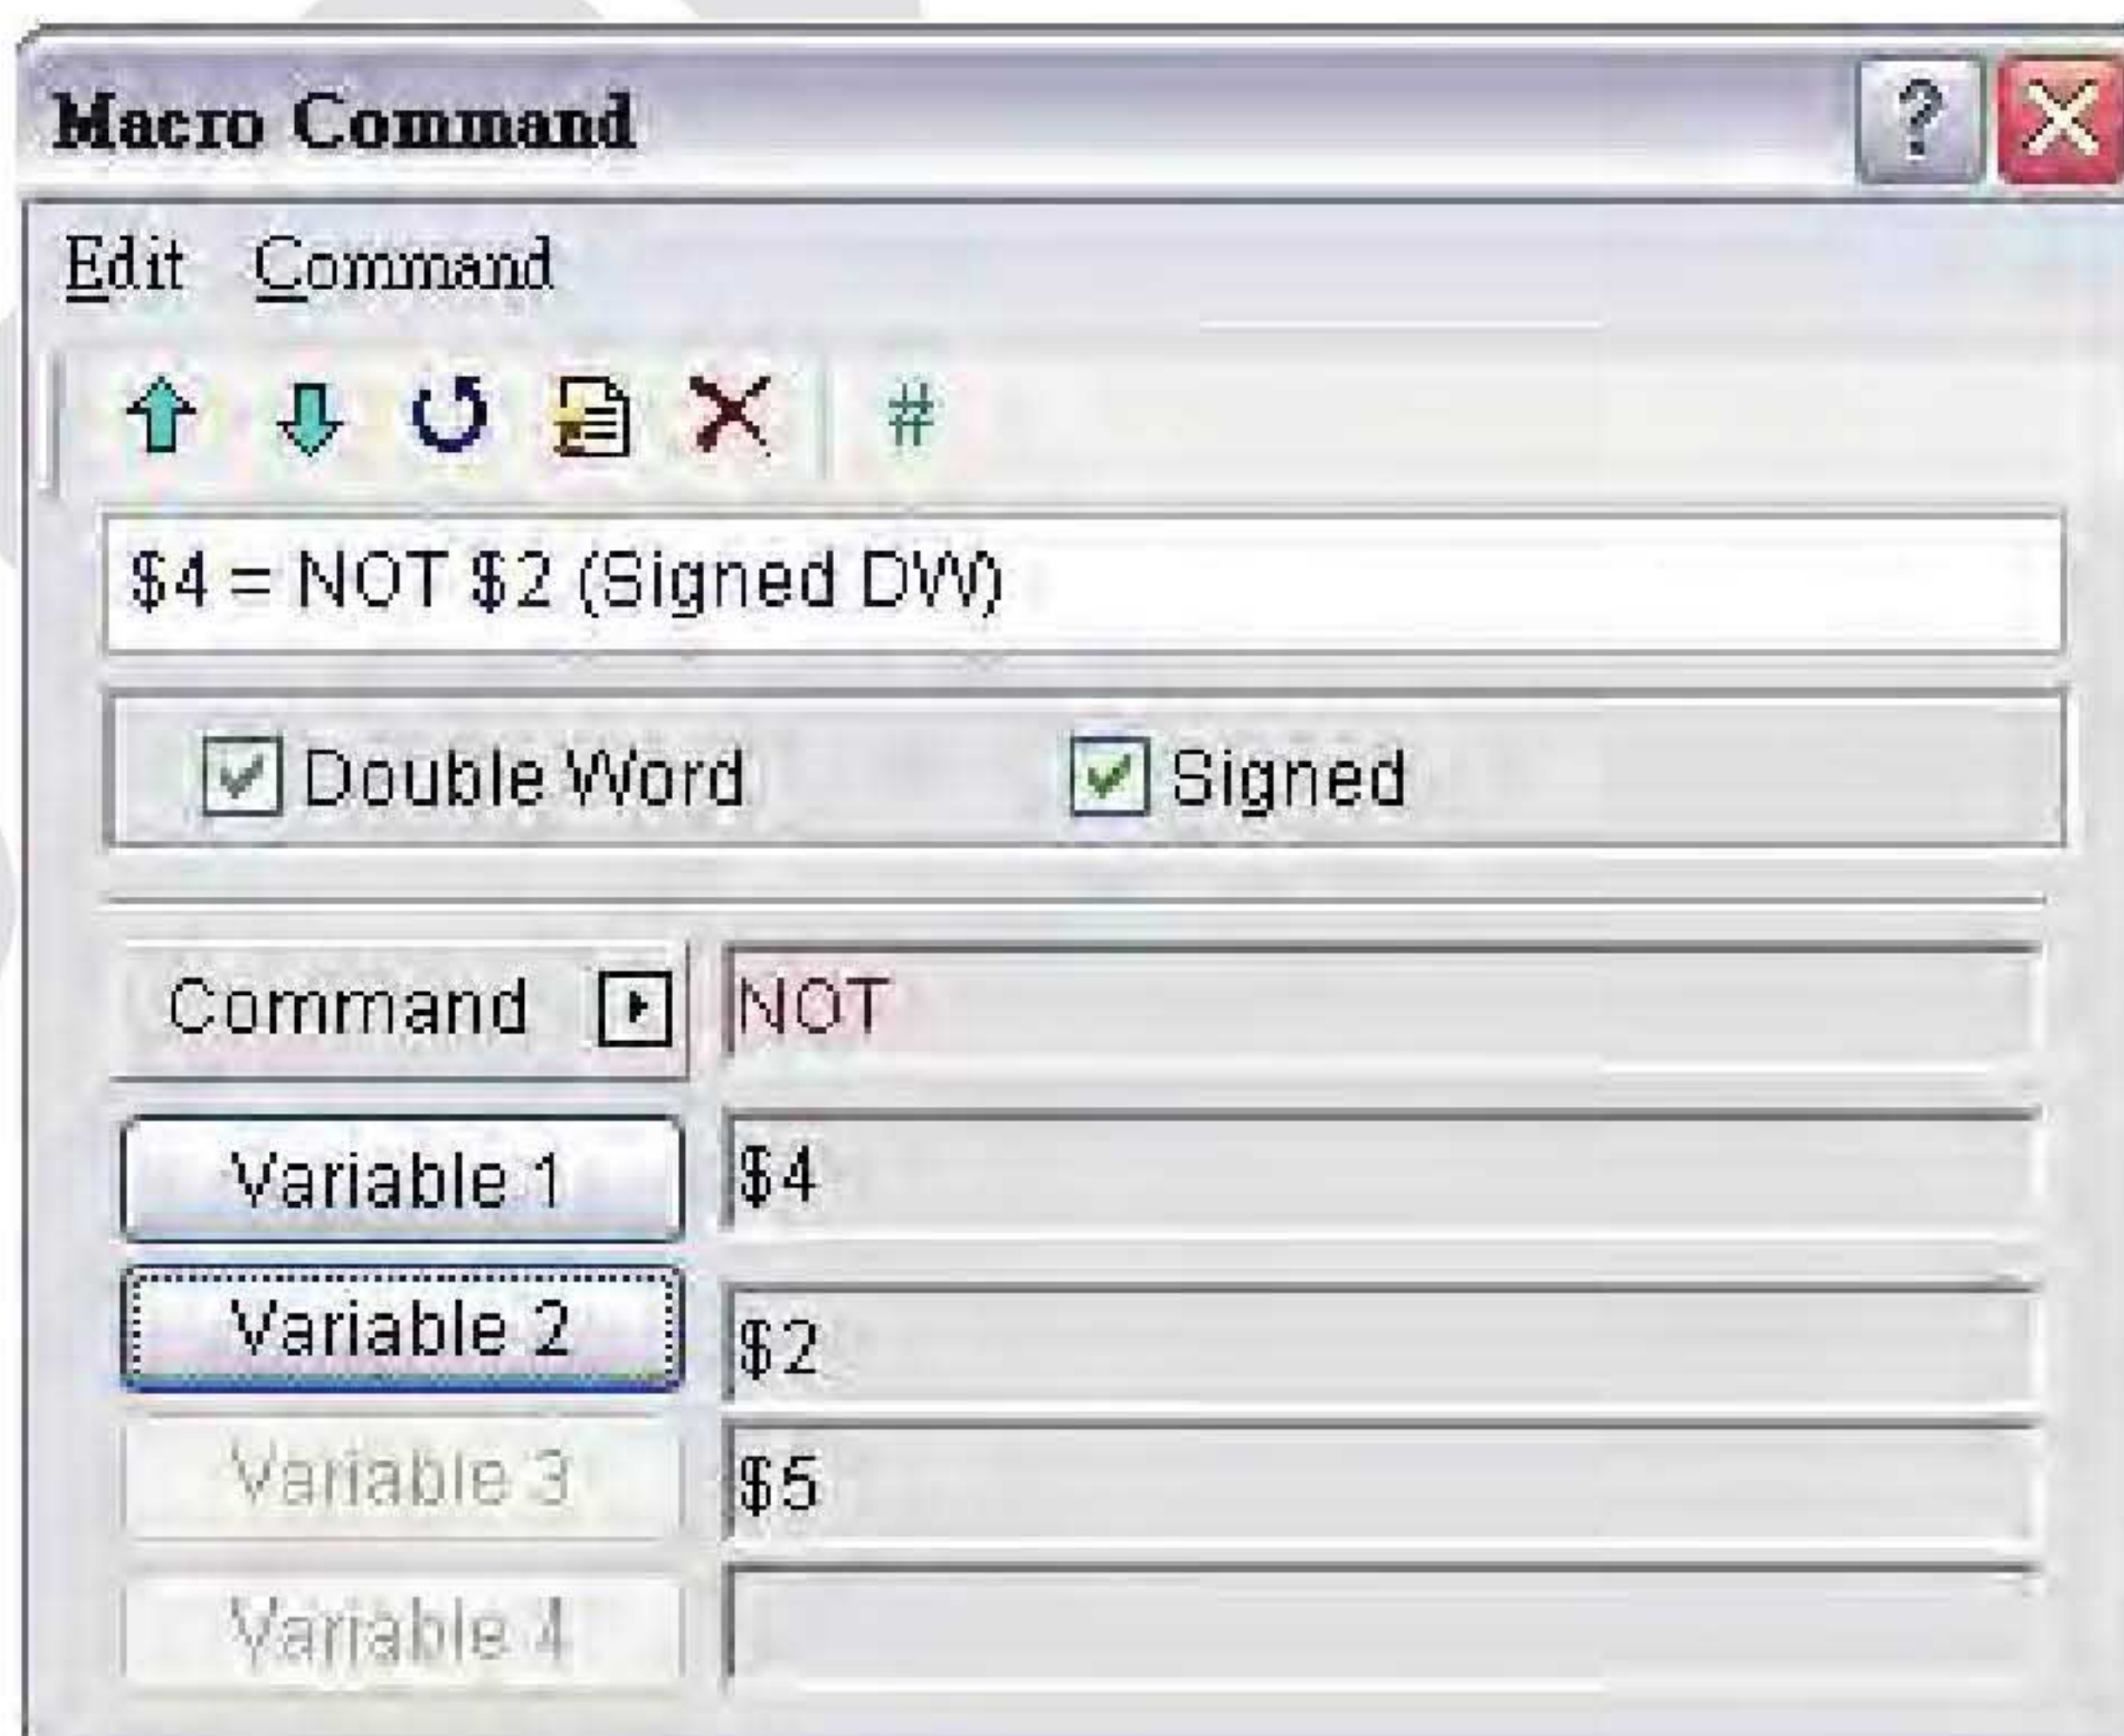 Macro Command ?
Edit Command
#
$4 = NOT $2 (Signed DW)
Double Word Signed
Command NOT
Variable 1 $4
Variable 2 $2
Variable 3 $5
Variable 4